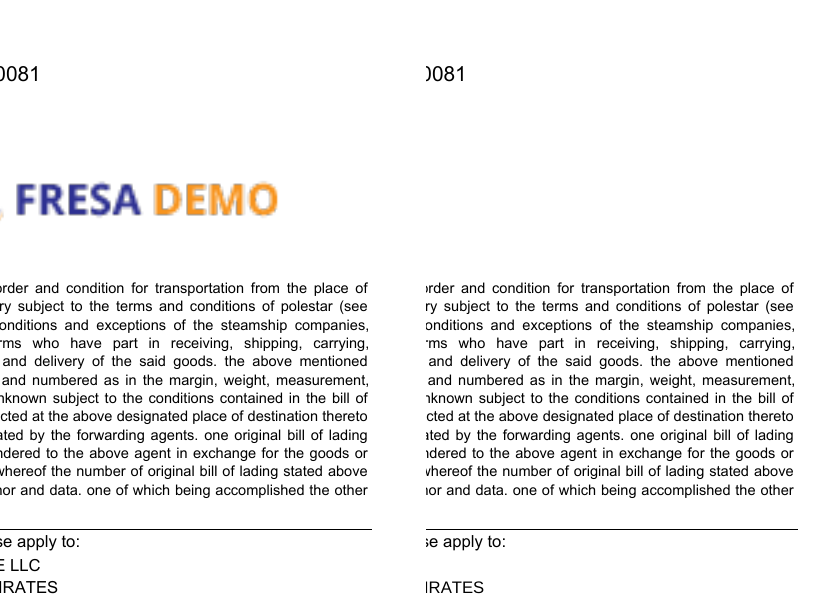 0081
FRESA DEMO
order and condition for transportation from the place of
ry subject to the terms and conditions of polestar (see
onditions and exceptions of the steamship companies,
rms who have part in receiving, shipping, carrying,
and delivery of the said goods. the above mentioned
and numbered as in the margin, weight, measurement,
nknown subject to the conditions contained in the bill of
cted at the above designated place of destination thereto
ated by the forwarding agents. one original bill of lading
ndered to the above agent in exchange for the goods or
whereof the number of original bill of lading stated above
nor and data. one of which being accomplished the other
se apply to:
E LLC
IRATES
0081
order and condition for transportation from the place of
ry subject to the terms and conditions of polestar (see
onditions and exceptions of the steamship companies,
rms who have part in receiving, shipping, carrying,
and delivery of the said goods. the above mentioned
and numbered as in the margin, weight, measurement,
nknown subject to the conditions contained in the bill of
cted at the above designated place of destination thereto
ated by the forwarding agents. one original bill of lading
ndered to the above agent in exchange for the goods or
whereof the number of original bill of lading stated above
nor and data. one of which being accomplished the other
se apply to:
IRATES